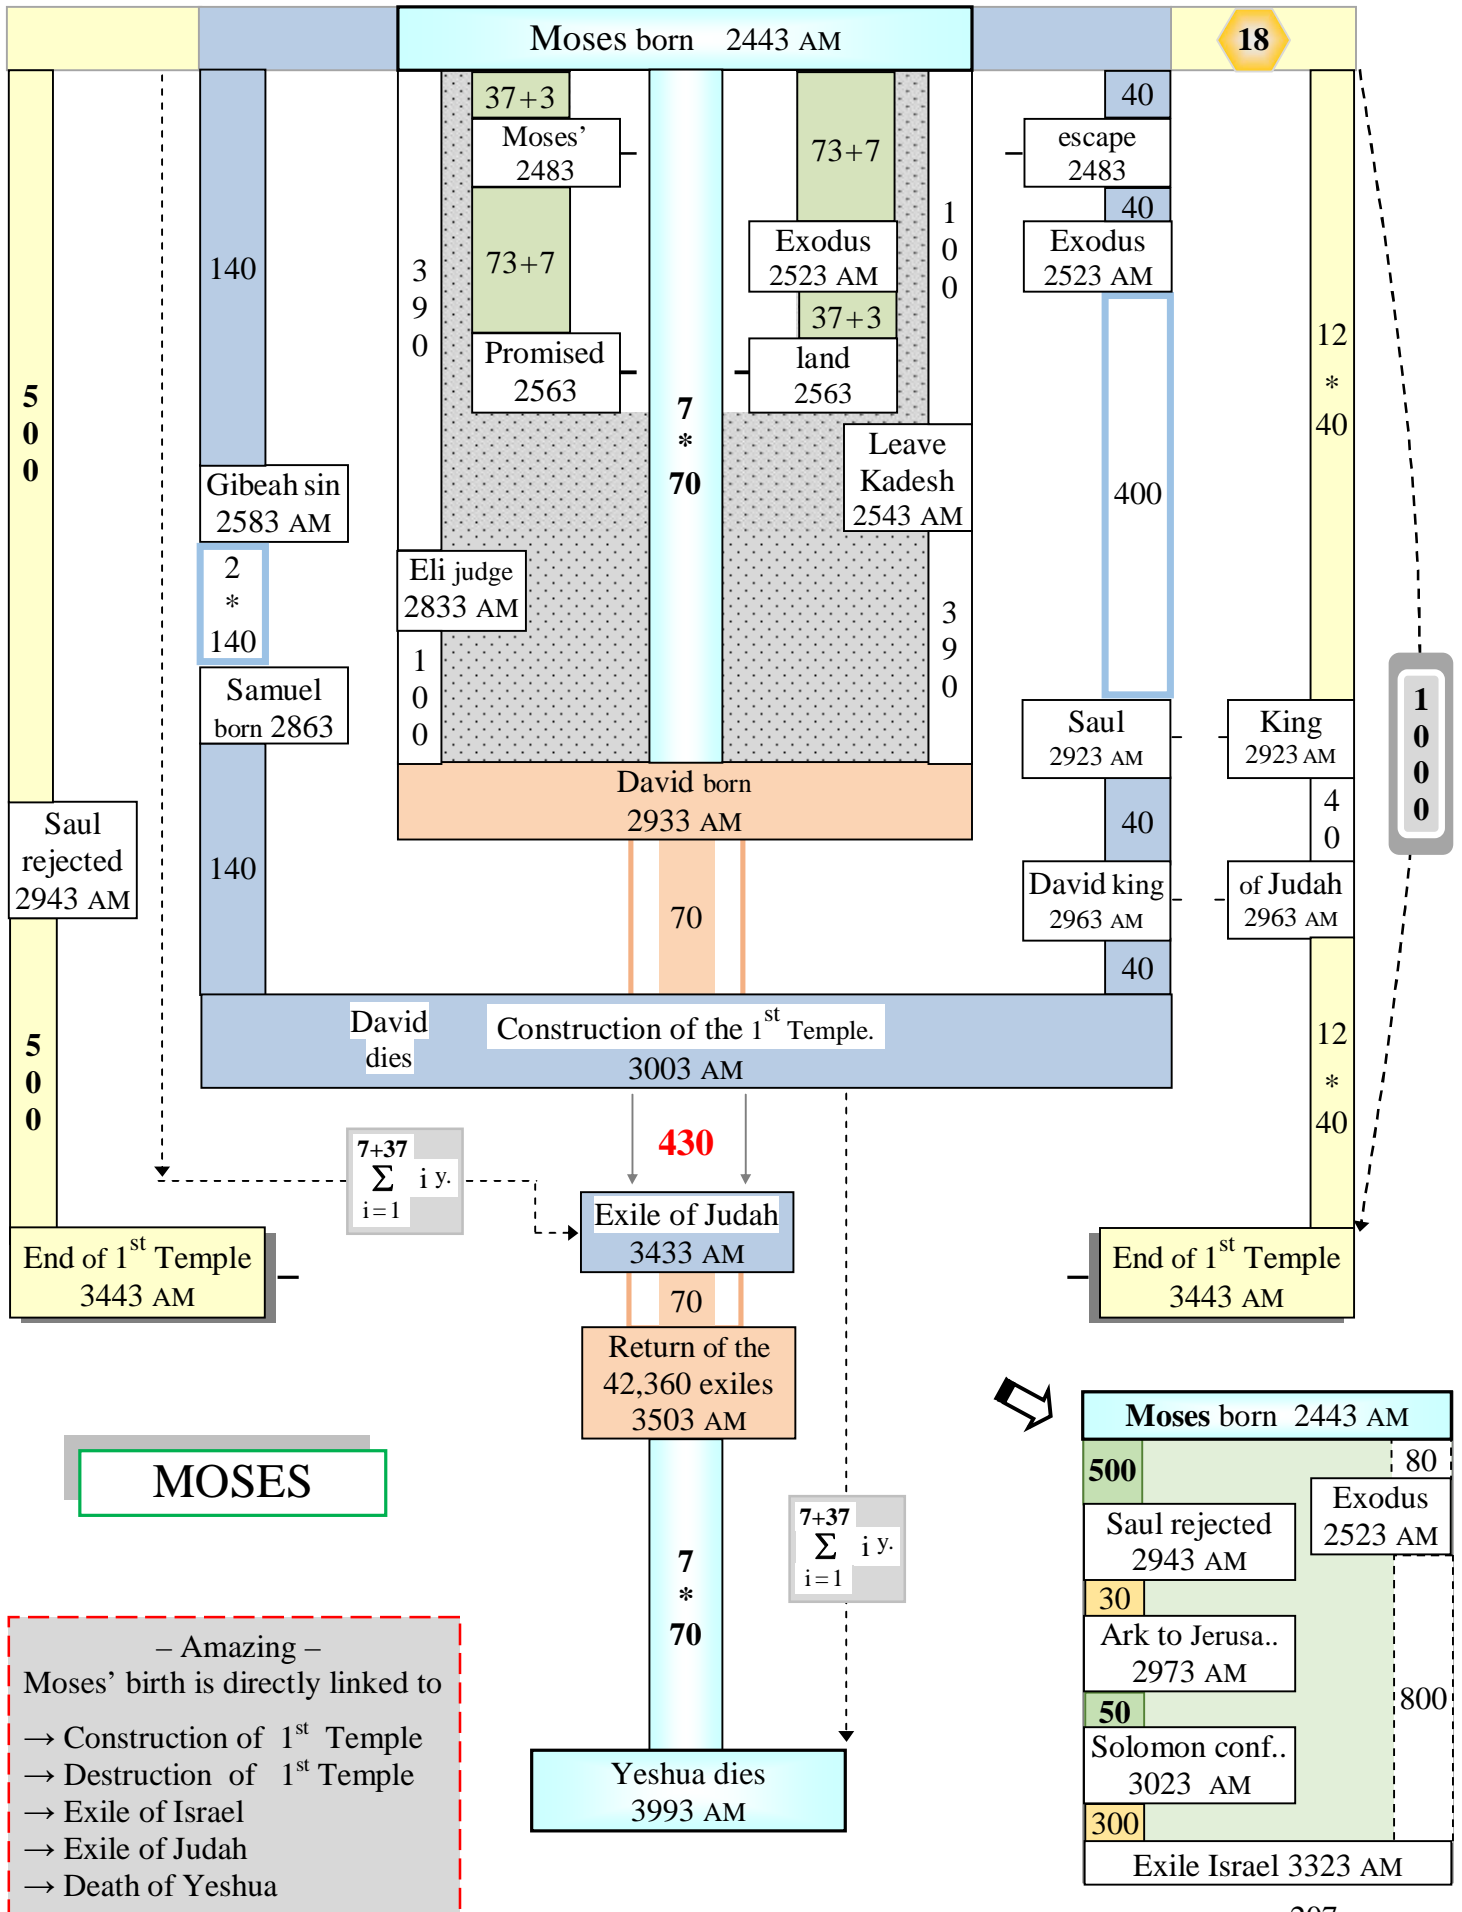 Moses born 2443 AM
18
37+3
Moses’
2483
73+7
Promised
2563
73+7
Exodus
2523 AM
37+3
land
2563
40
escape
2483
40
Exodus
2523 AM
400
Saul
2923 AM
40
David king
2963 AM
40
12
*
40
King
2923 AM
4
0
of Judah
2963 AM
12
*
40
1
0
0
0
5
0
0
Saul
rejected
2943 AM
5
0
0
140
Gibeah sin
2583 AM
2
*
140
Samuel
born 2863
140
3
9
0
Eli judge
2833 AM
1
0
0
7
*
70
1
0
0
Leave
Kadesh
2543 AM
3
9
0
David born
2933 AM
70
David
dies
Construction of the 1st Temple.
3003 AM
430
7+37
Σ i y.
i=1
Exile of Judah
3433 AM
End of 1st Temple
3443 AM
End of 1st Temple
3443 AM
70
Return of the
42,360 exiles
3503 AM
MOSES
7
*
70
7+37
Σ i y.
i=1
Yeshua dies
3993 AM
– Amazing –
Moses’ birth is directly linked to
→ Construction of 1st Temple
→ Destruction of 1st Temple
→ Exile of Israel
→ Exile of Judah
→ Death of Yeshua
Moses born 2443 AM
500
80
Exodus
2523 AM
Saul rejected
2943 AM
30
Ark to Jerusa..
2973 AM
50
800
Solomon conf..
3023 AM
300
Exile Israel 3323 AM
207